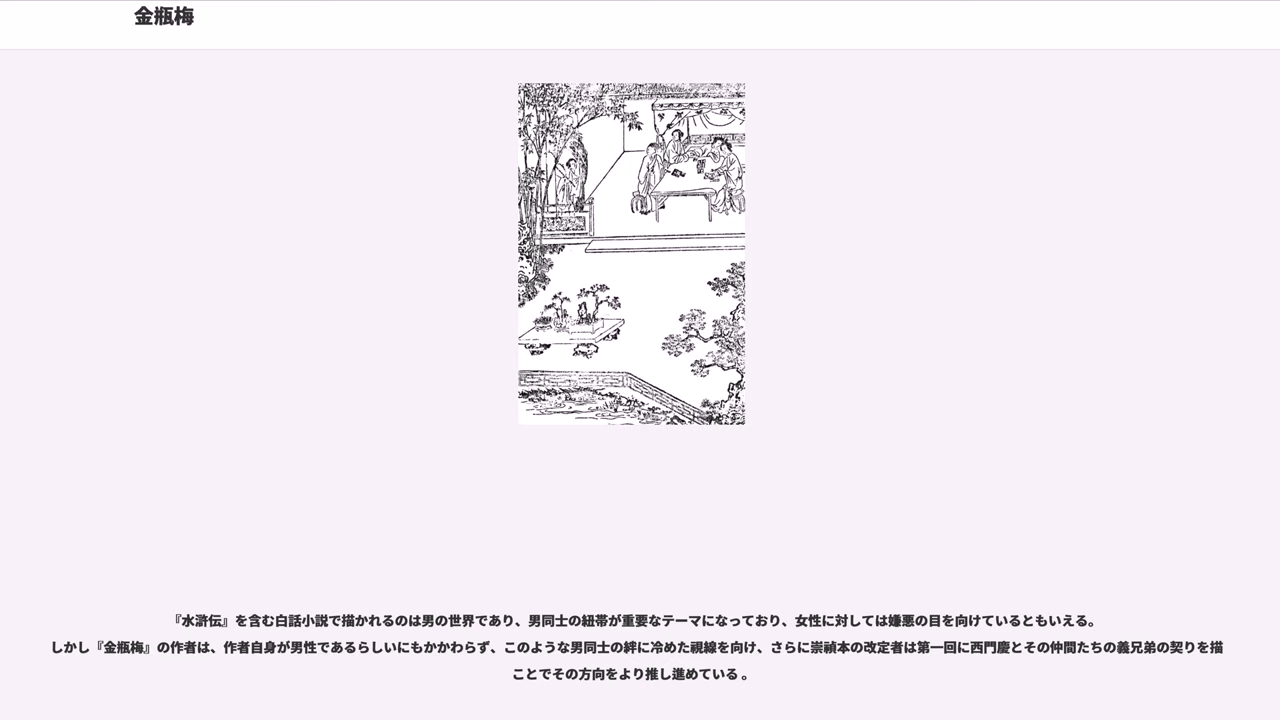 金瓶梅
『水滸伝』を含む白話小説で描かれるのは男の世界であり、男同士の紐帯が重要なテーマになっており、女性に対しては嫌悪の目を向けているともいえる。
しかし『金瓶梅』の作者は、作者自身が男性であるらしいにもかかわらず、このような男同士の絆に冷めた視線を向け、さらに崇禎本の改定者は第一回に西門慶とその仲間たちの義兄弟の契りを描
ことでその方向をより推し進めている 。